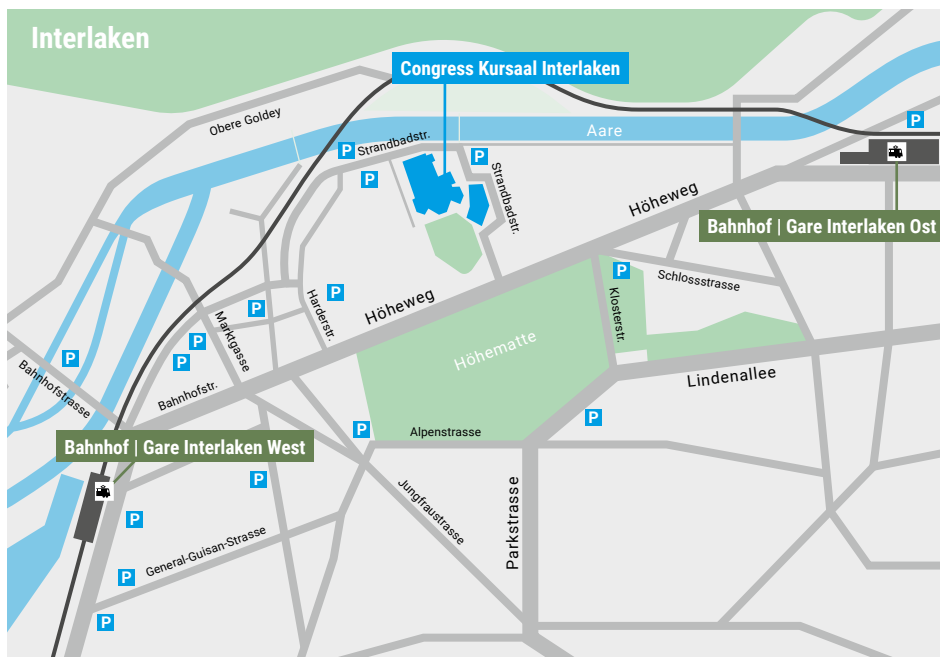 Interlaken
Congress Kursaal Interlaken
Obere Goldey
Aare
P
Strandbadstr.
P
P
P
Strandbadstr.
Höheweg
Bahnhof | Gare Interlaken Ost
P
Schlossstrasse
Klosterstr.
P
P
Harderstr.
Höheweg
P
Marktgasse
P
P
Höhematte
P
Bahnhofstrasse
Bahnhofstr.
Lindenallee
P
P
Alpenstrasse
Bahnhof | Gare Interlaken West
P
Jungfraustrasse
Parkstrasse
P
General-Guisan-Strasse
P
P